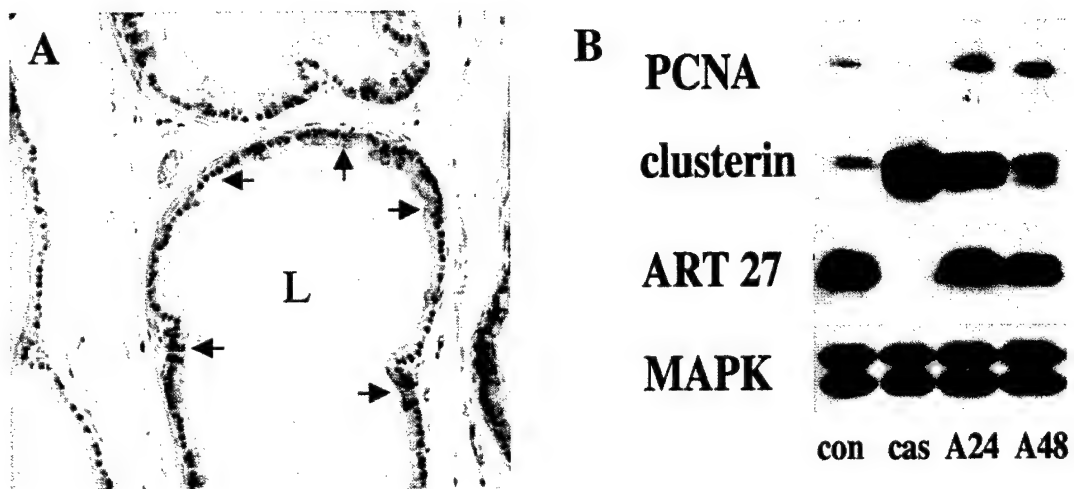 A
L
B
PCNA
clusterin
ART 27
MAPK
con cas A24 A48